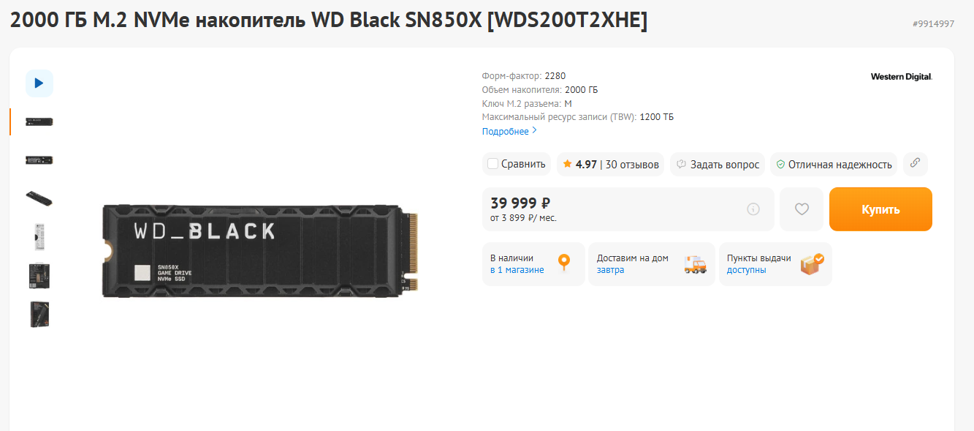 2000 ГБ M.2 NVMe накопитель WD Black SN850X [WDS200T2XHE]
#9914997
Форм-фактор: 2280
Western Digital.
Объем накопителя: 2000 ГБ
Ключ M.2 разъема: M
Максимальный ресурс записи (TBW): 1200 ТБ
Подробнее
Сравнить
4.97 | 30 отзывов
Задать вопрос
Отличная надежность
39 999 ₽
от 3 899 ₽/ мес.
Купить
В наличии
в 1 магазине
Доставим на дом
завтра
Пункты выдачи
доступны
WD_BLACK
SN850X
GAME DRIVE
NVMe SSD